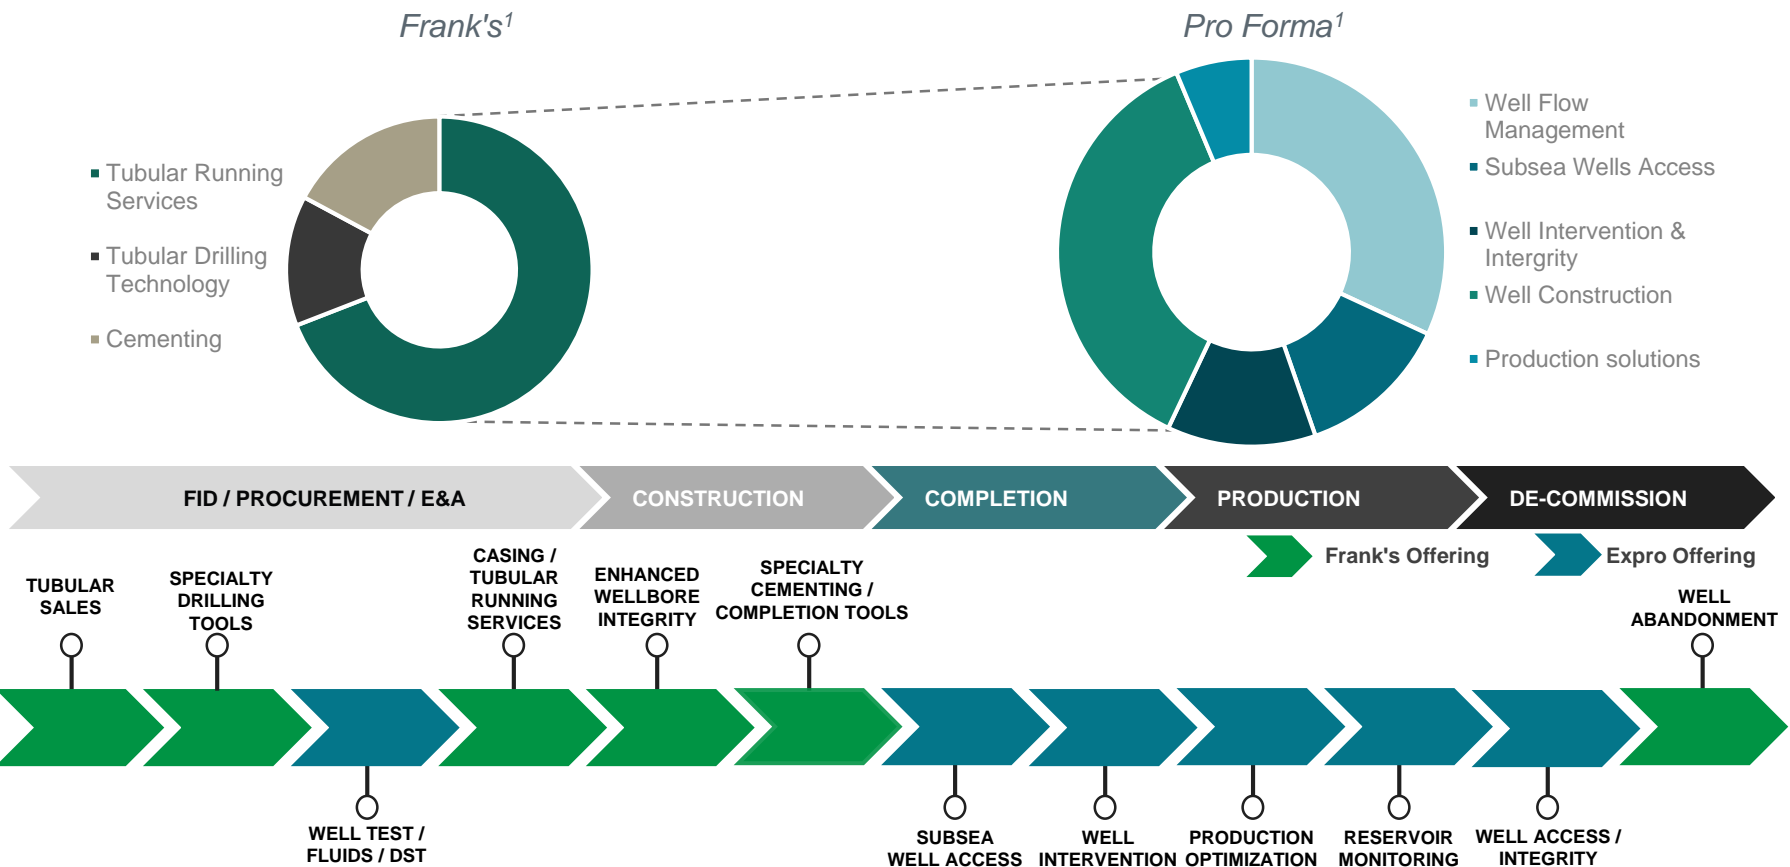 Frank's¹
Pro Forma¹
Tubular Running
Services
Tubular Drilling
Technology
Cementing
Well Flow
Management
Subsea Wells Access
Well Intervention &
Intergrity
Well Construction
Production solutions
FID / PROCUREMENT / E&A
CONSTRUCTION
COMPLETION
PRODUCTION
DE-COMMISSION
Frank's Offering
Expro Offering
TUBULAR
SALES
SPECIALTY
DRILLING
TOOLS
CASING /
TUBULAR
RUNNING
SERVICES
ENHANCED
WELLBORE
INTEGRITY
SPECIALTY
CEMENTING /
COMPLETION TOOLS
WELL
ABANDONMENT
WELL TEST /
FLUIDS / DST
SUBSEA
WELL ACCESS
WELL
INTERVENTION
PRODUCTION
OPTIMIZATION
RESERVOIR
MONITORING
WELL ACCESS /
INTEGRITY